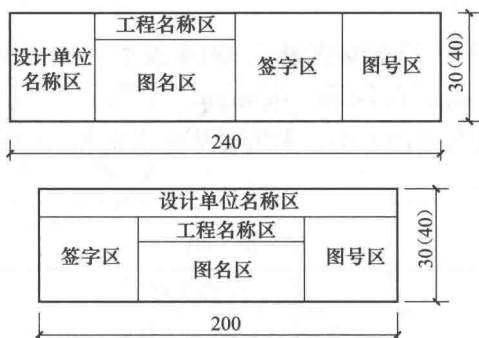 设计单位
名称区
工程名称区
图名区
签字区
图号区
30(40)
240
设计单位名称区
签字区
工程名称区
图名区
图号区
30(40)
200